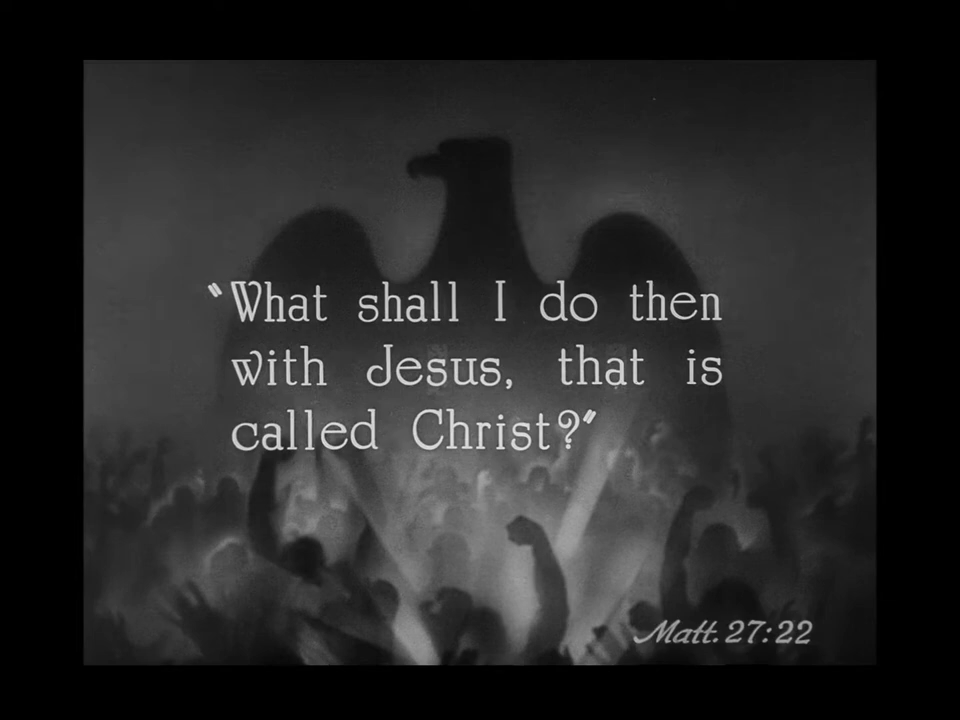 "What shall I do then
with Jesus, that is
called Christ?"
Matt. 27:22